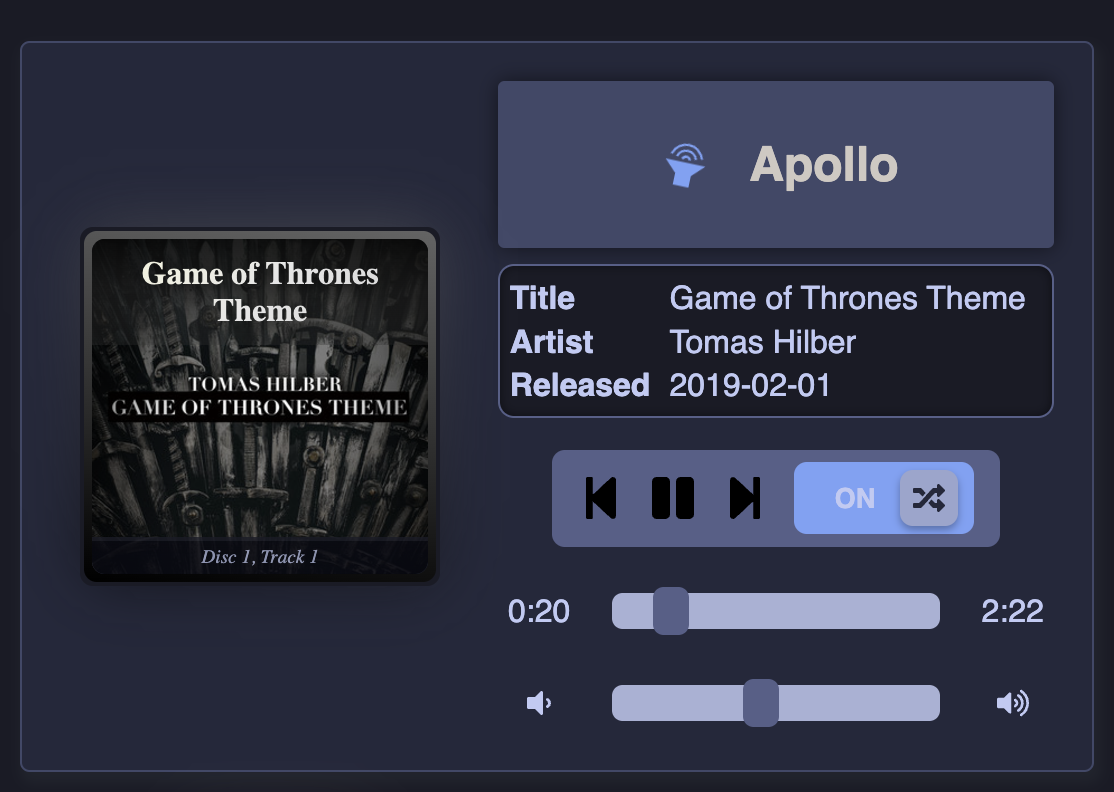 Apollo
Game of Thrones
Theme
TOMAS HILBER
GAME OF THRONES THEME
Disc 1, Track 1
Title Game of Thrones Theme
Artist Tomas Hilber
Released 2019-02-01
ON
0:20 2:22